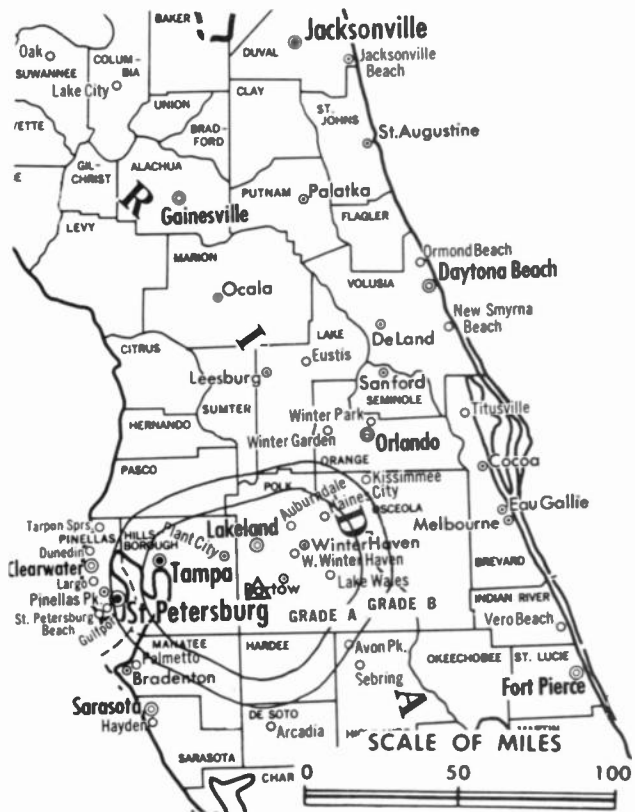 BAKER
Jacksonville
DUVAL
Oak
SUWANNEE
COLUM-
BIA
Jacksonville
Beach
Lake City
CLAY
UNION
ST.
JOHNS
BRAD-
FORD
St. Augustine
GIL-
CHRIST
ALACHUA
PUTNAM
Palatka
R
Gainesville
FLAGLER
LEVY
MARION
Ormond Beach
Daytona Beach
VOLUSIA
Ocala
New Smyrna
Beach
LAKE
DeLand
I
CITRUS
Eustis
Leesburg
Sanford
SEMINOLE
SUMTER
Titusville
Winter Park
HERNANDO
Winter Garden
Orlando
ORANGE
PASCO
Cocoa
Kissimmee
POLK
Auburndale
Haines City
OSCEOLA
D
Eau Gallie
Tarpon Sprs.
PINELLAS
HILLS-
BOROUGH
Plant City
Lakeland
Melbourne
Dunedin
Winter Haven
Clearwater
Tampa
W. Winter Haven
BREVARD
Largo
Bartow
Lake Wales
Pinellas Pk.
St. Petersburg
GRADE A
GRADE B
INDIAN RIVER
St. Petersburg
Beach
Gulfport
Vero Beach
MANATEE
HARDEE
Avon Pk.
Palmetto
OKEECHOBEE
ST. LUCIE
Bradenton
Sebring
Fort Pierce
Sarasota
DE SOTO
A
Hayden
Arcadia
MARTIN
SCALE OF MILES
SARASOTA
CHAR
0 50 100